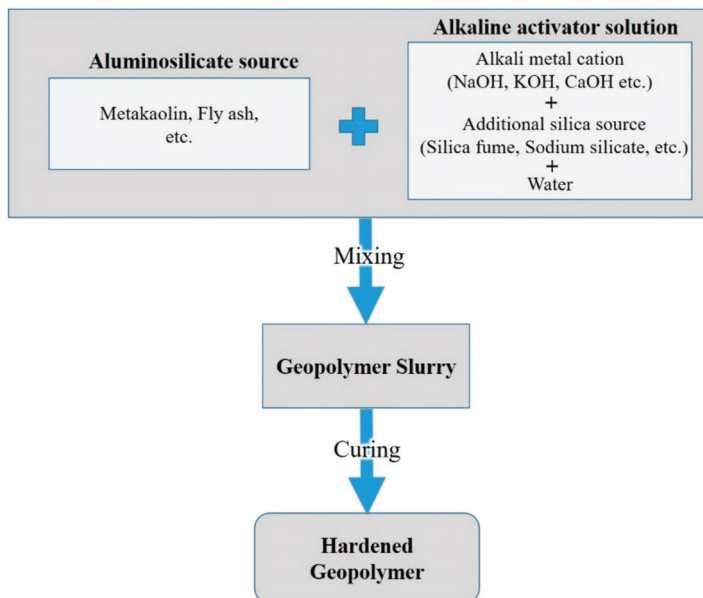 Aluminosilicate source
Metakaolin, Fly ash,
etc.
Alkaline activator solution
Alkali metal cation
(NaOH, KOH, CaOH etc.)
+
Additional silica source
(Silica fume, Sodium silicate, etc.)
+
Water
Mixing
Geopolymer Slurry
Curing
Hardened
Geopolymer